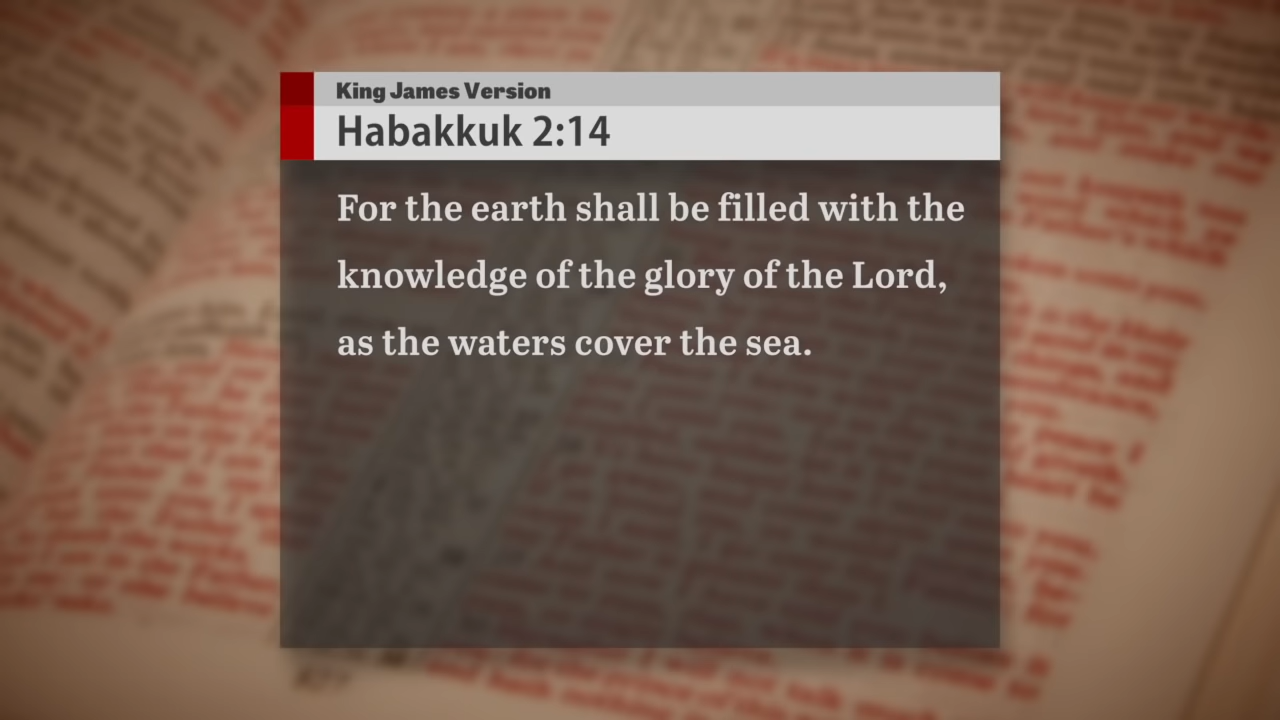 King James Version
Habakkuk 2:14
For the earth shall be filled with the
knowledge of the glory of the Lord,
as the waters cover the sea.